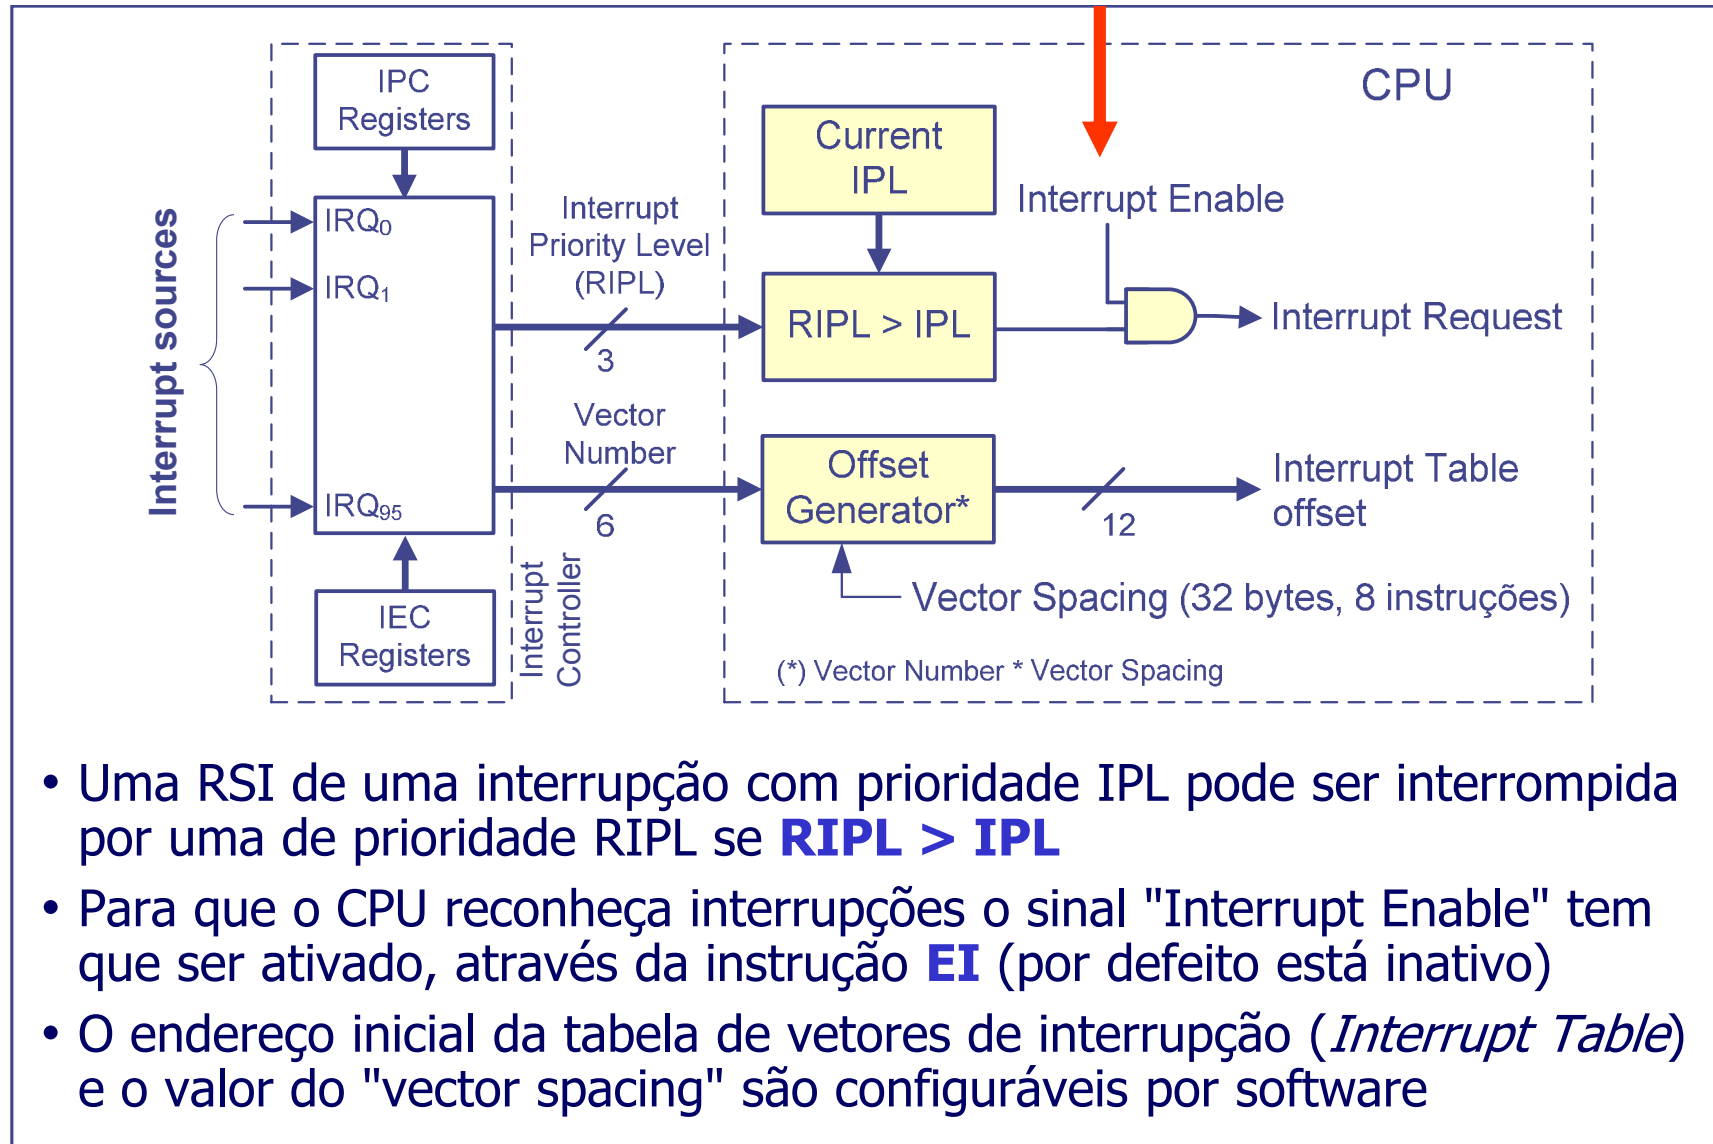 IPC
Registers
CPU
Current
IPL
Interrupt Enable
Interrupt sources
IRQ0
IRQ1
IRQ95
Interrupt
Priority Level
(RIPL)
3
RIPL > IPL
Interrupt Request
Vector
Number
6
Offset
Generator*
12
Interrupt Table
offset
IEC
Registers
Interrupt
Controller
Vector Spacing (32 bytes, 8 instruções)
(*) Vector Number * Vector Spacing
• Uma RSI de uma interrupção com prioridade IPL pode ser interrompida
por uma de prioridade RIPL se RIPL > IPL
• Para que o CPU reconheça interrupções o sinal "Interrupt Enable" tem
que ser ativado, através da instrução EI (por defeito está inativo)
• O endereço inicial da tabela de vetores de interrupção (Interrupt Table)
e o valor do "vector spacing" são configuráveis por software